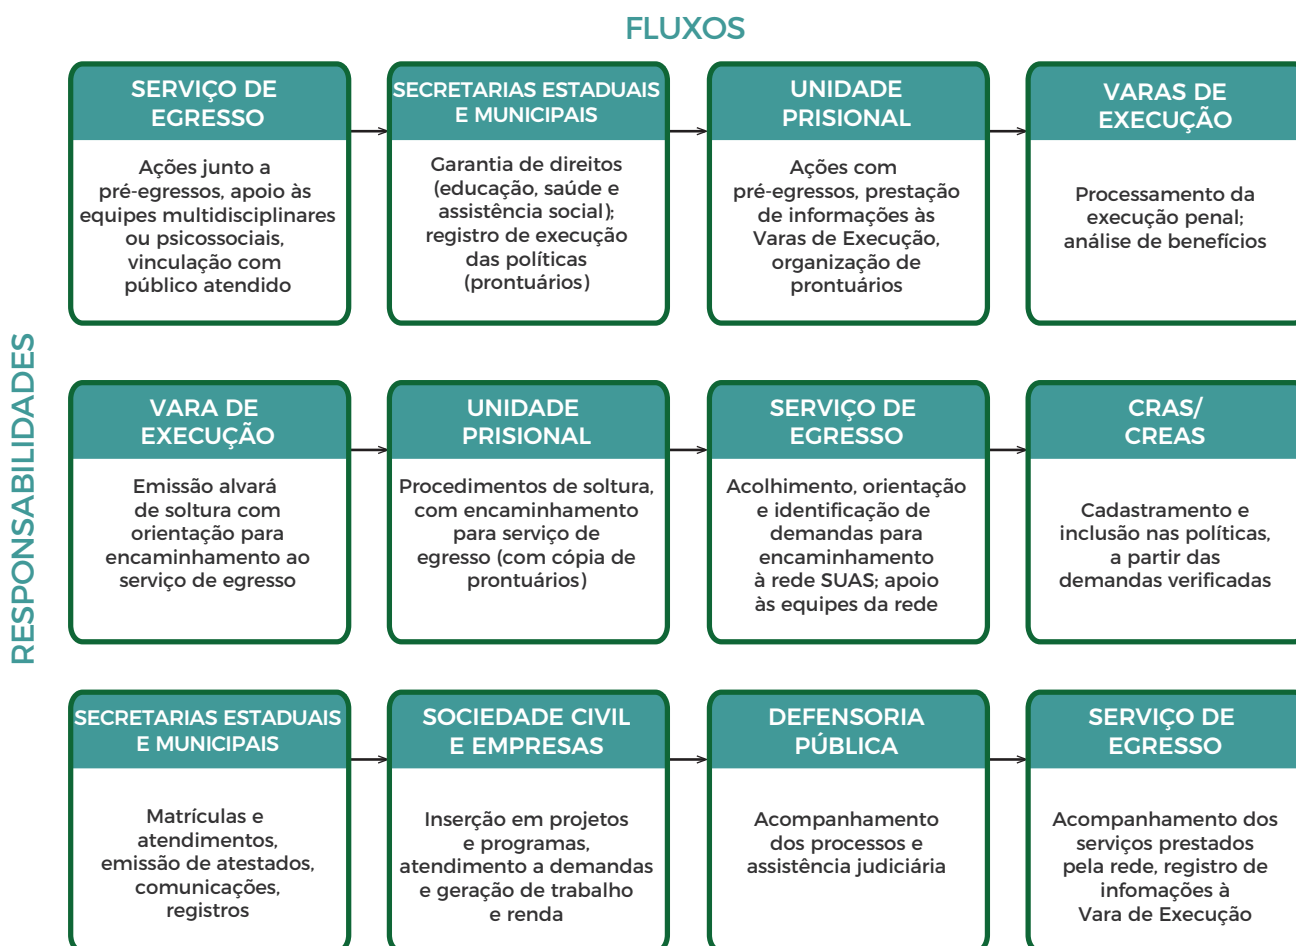 FLUXOS
RESPONSABILIDADES
SERVIÇO DE
EGRESSO
Ações junto a
pré-egressos, apoio às
equipes multidisciplinares
ou psicossociais,
vinculação com
público atendido
SECRETARIAS ESTADUAIS
E MUNICIPAIS
Garantia de direitos
(educação, saúde e
assistência social);
registro de execução
das políticas
(prontuários)
UNIDADE
PRISIONAL
Ações com
pré-egressos, prestação
de informações às
Varas de Execução,
organização de
prontuários
VARAS DE
EXECUÇÃO
Processamento da
execução penal;
análise de benefícios
VARA DE
EXECUÇÃO
Emissão alvará
de soltura com
orientação para
encaminhamento ao
serviço de egresso
UNIDADE
PRISIONAL
Procedimentos de soltura,
com encaminhamento
para serviço de
egresso (com cópia de
prontuários)
SERVIÇO DE
EGRESSO
Acolhimento, orientação
e identificação de
demandas para
encaminhamento
à rede SUAS; apoio
às equipes da rede
CRAS/
CREAS
Cadastramento e
inclusão nas políticas,
a partir das
demandas verificadas
SECRETARIAS ESTADUAIS
E MUNICIPAIS
Matrículas e
atendimentos,
emissão de atestados,
comunicações,
registros
SOCIEDADE CIVIL
E EMPRESAS
Inserção em projetos
e programas,
atendimento a demandas
e geração de trabalho
e renda
DEFENSORIA
PÚBLICA
Acompanhamento
dos processos e
assistência judiciária
SERVIÇO DE
EGRESSO
Acompanhamento dos
serviços prestados
pela rede, registro de
infomações à
Vara de Execução